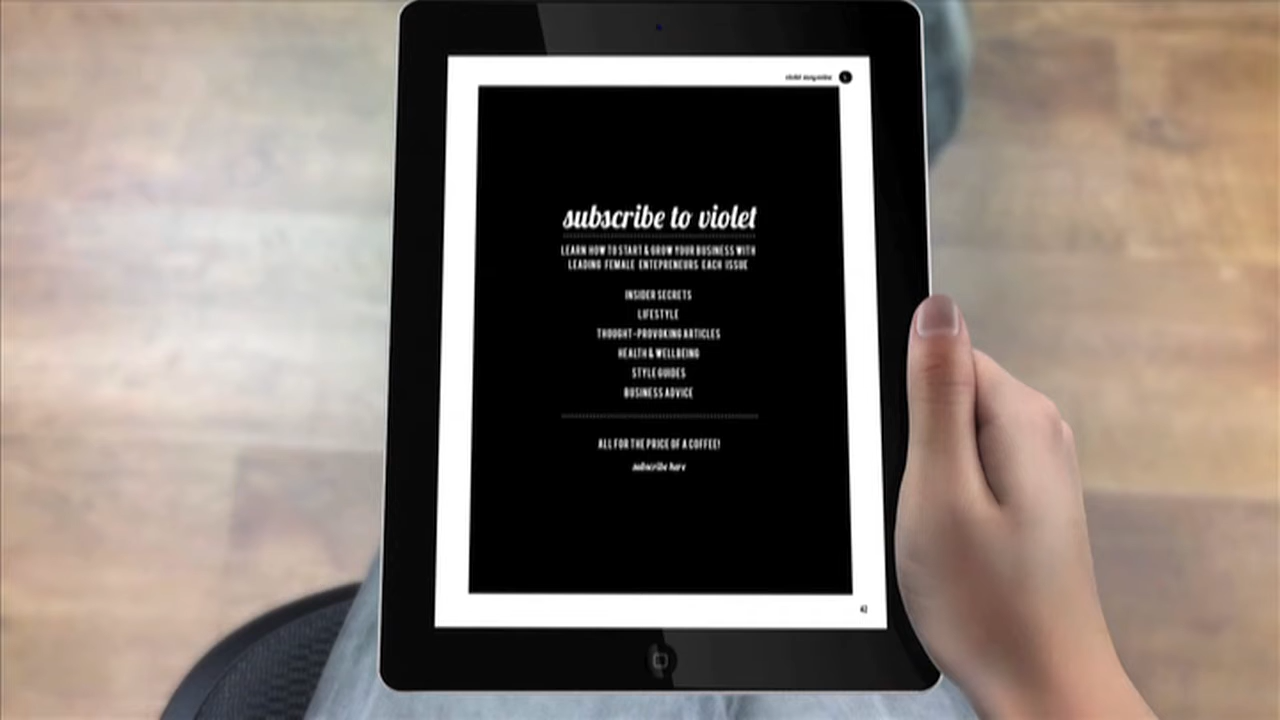 violet magazine
subscribe to violet
LEARN HOW TO START & GROW YOUR BUSINESS WITH
LEADING FEMALE ENTEPRENEURS EACH ISSUE
INSIDER SECRETS
LIFESTYLE
THOUGHT-PROVOKING ARTICLES
HEALTH & WELLBEING
STYLE GUIDES
BUSINESS ADVICE
ALL FOR THE PRICE OF A COFFEE!
subscribe here
42